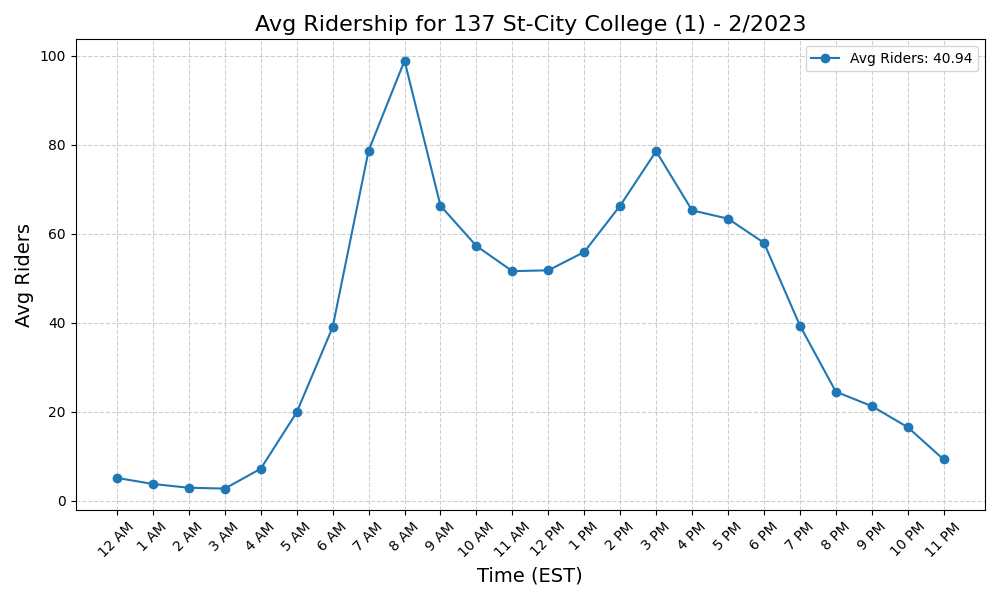 Avg Ridership for 137 St-City College (1) - 2/2023
Avg Riders: 40.94
Avg Riders
100
80
60
40
20
0
12 AM
1 AM
2 AM
3 AM
4 AM
5 AM
6 AM
7 AM
8 AM
9 AM
10 AM
11 AM
12 PM
1 PM
2 PM
3 PM
4 PM
5 PM
6 PM
7 PM
8 PM
9 PM
10 PM
11 PM
Time (EST)